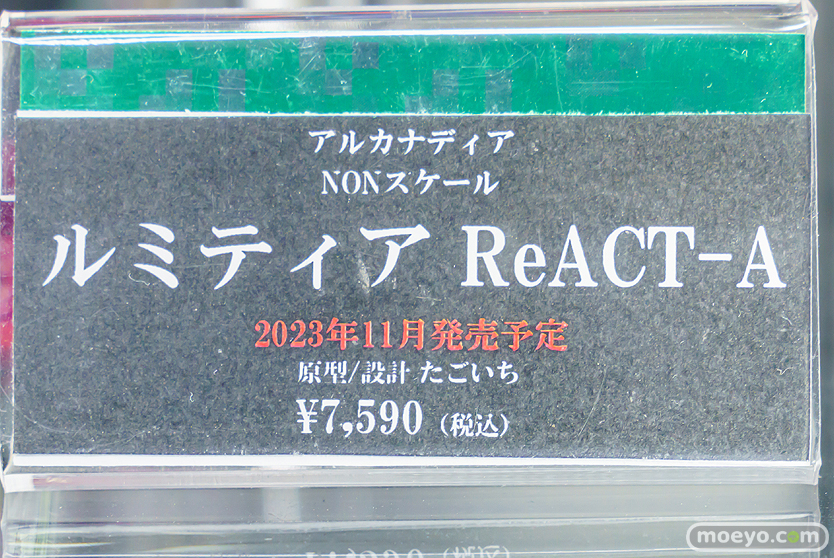 アルカナディア
NONスケール
ルミティア ReACT-A
2023年11月発売予定
原型/設計 たごいち
¥7,590（税込）
moeyo.com